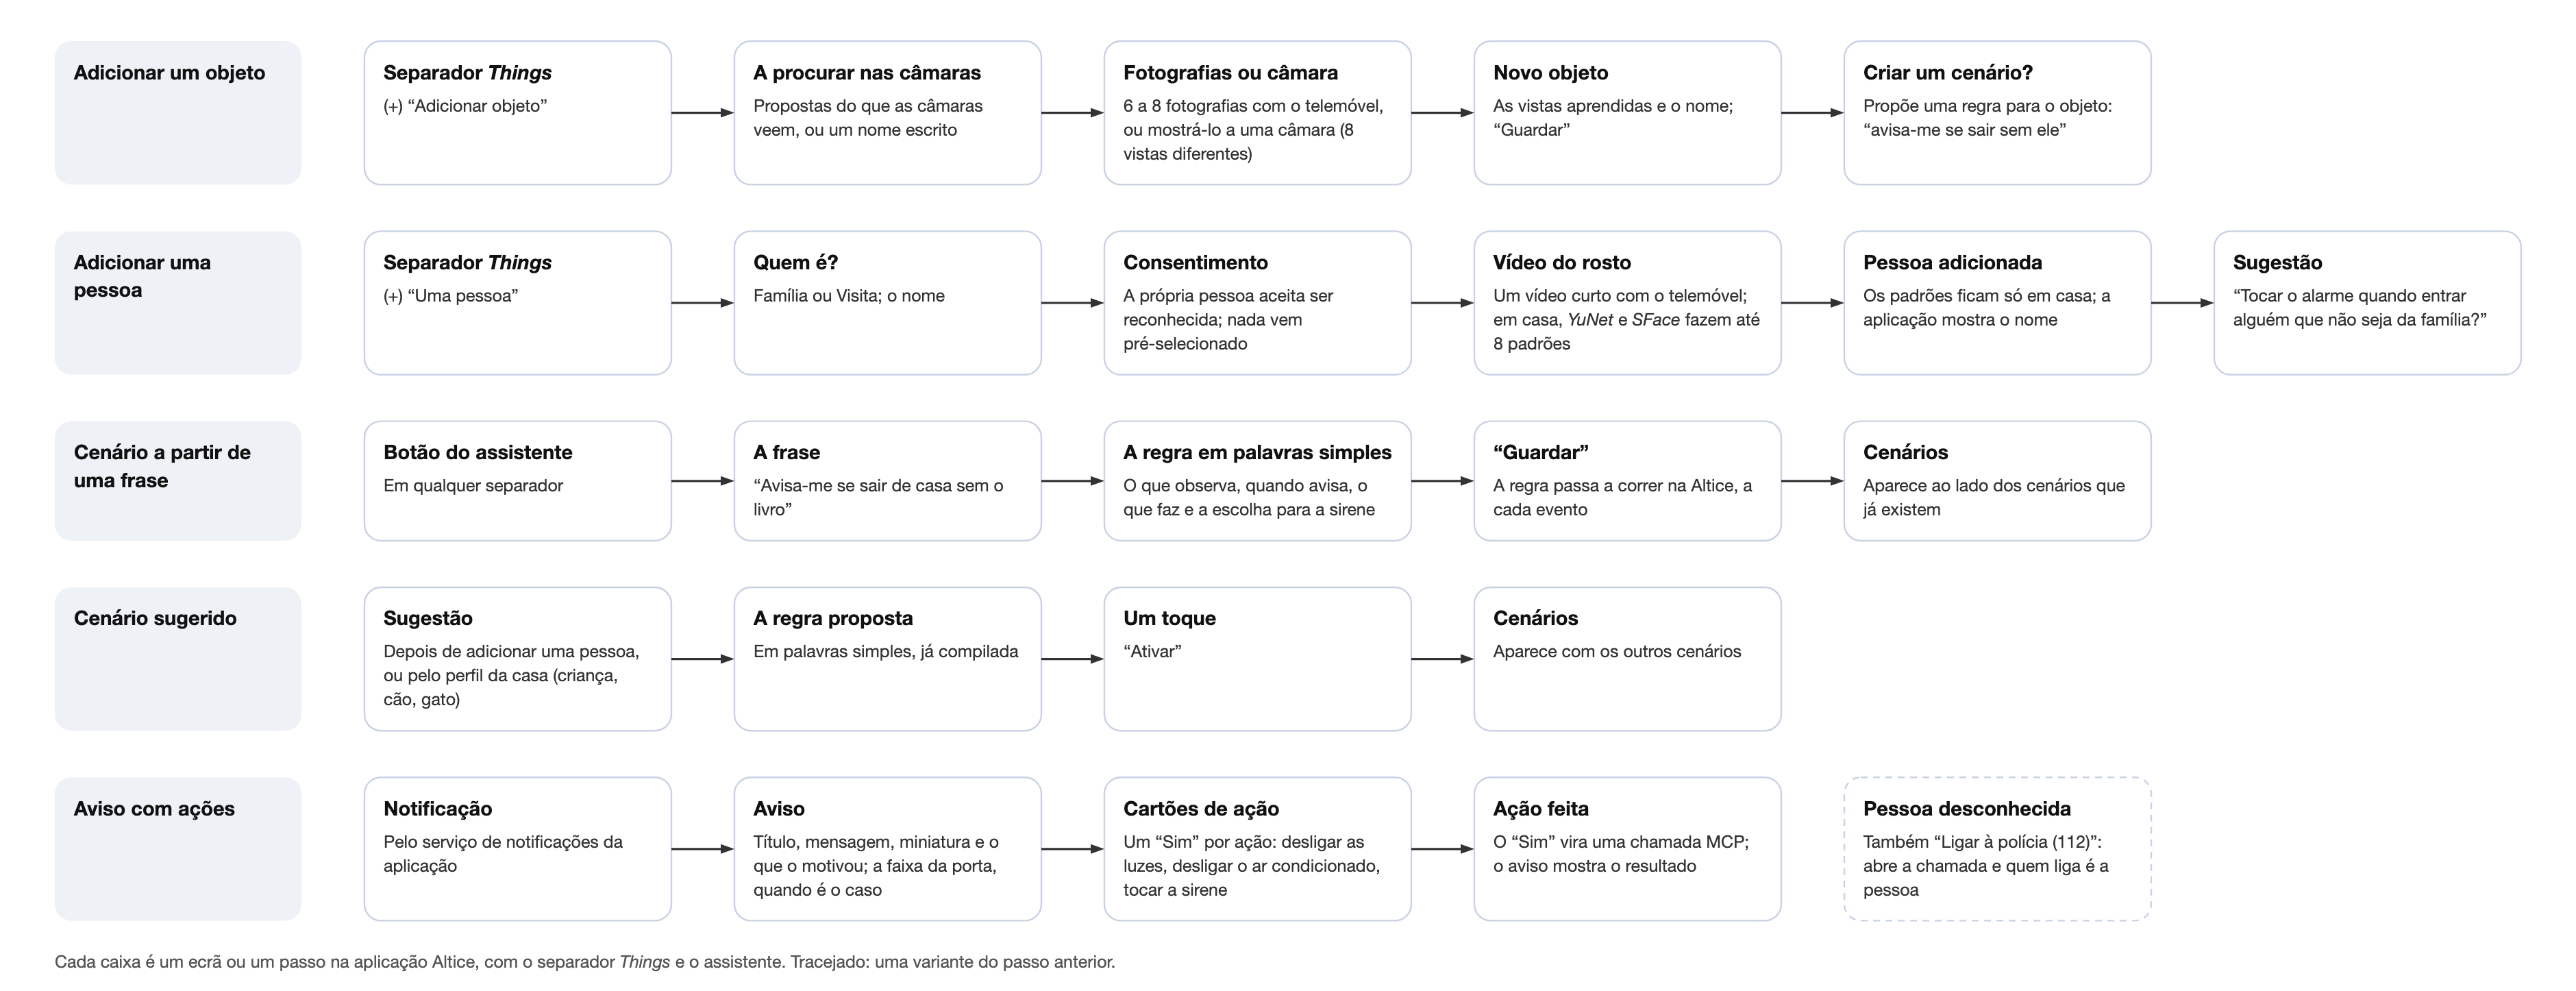 Adicionar um objeto
Separador Things
(+) “Adicionar objeto”
A procurar nas câmaras
Propostas do que as câmaras
veem, ou um nome escrito
Fotografias ou câmara
6 a 8 fotografias com o telemóvel,
ou mostrá-lo a uma câmara (8
vistas diferentes)
Novo objeto
As vistas aprendidas e o nome;
“Guardar”
Criar um cenário?
Propõe uma regra para o objeto:
“avisa-me se sair sem ele”
Adicionar uma
pessoa
Separador Things
(+) “Uma pessoa”
Quem é?
Família ou Visita; o nome
Consentimento
A própria pessoa aceita ser
reconhecida; nada vem
pré-selecionado
Vídeo do rosto
Um vídeo curto com o telemóvel;
em casa, YuNet e SFace fazem até
8 padrões
Pessoa adicionada
Os padrões ficam só em casa; a
aplicação mostra o nome
Sugestão
“Tocar o alarme quando entrar
alguém que não seja da família?”
Cenário a partir de
uma frase
Botão do assistente
Em qualquer separador
A frase
“Avisa-me se sair de casa sem o
livro”
A regra em palavras simples
O que observa, quando avisa, o
que faz e a escolha para a sirene
“Guardar”
A regra passa a correr na Altice, a
cada evento
Cenários
Aparece ao lado dos cenários que
já existem
Cenário sugerido
Sugestão
Depois de adicionar uma pessoa,
ou pelo perfil da casa (criança,
cão, gato)
A regra proposta
Em palavras simples, já compilada
Um toque
“Ativar”
Cenários
Aparece com os outros cenários
Aviso com ações
Notificação
Pelo serviço de notificações da
aplicação
Aviso
Título, mensagem, miniatura e o
que o motivou; a faixa da porta,
quando é o caso
Cartões de ação
Um “Sim” por ação: desligar as
luzes, desligar o ar condicionado,
tocar a sirene
Ação feita
O “Sim” vira uma chamada MCP;
o aviso mostra o resultado
Pessoa desconhecida
Também “Ligar à polícia (112)”:
abre a chamada e quem liga é a
pessoa
Cada caixa é um ecrã ou um passo na aplicação Altice, com o separador Things e o assistente. Tracejado: uma variante do passo anterior.